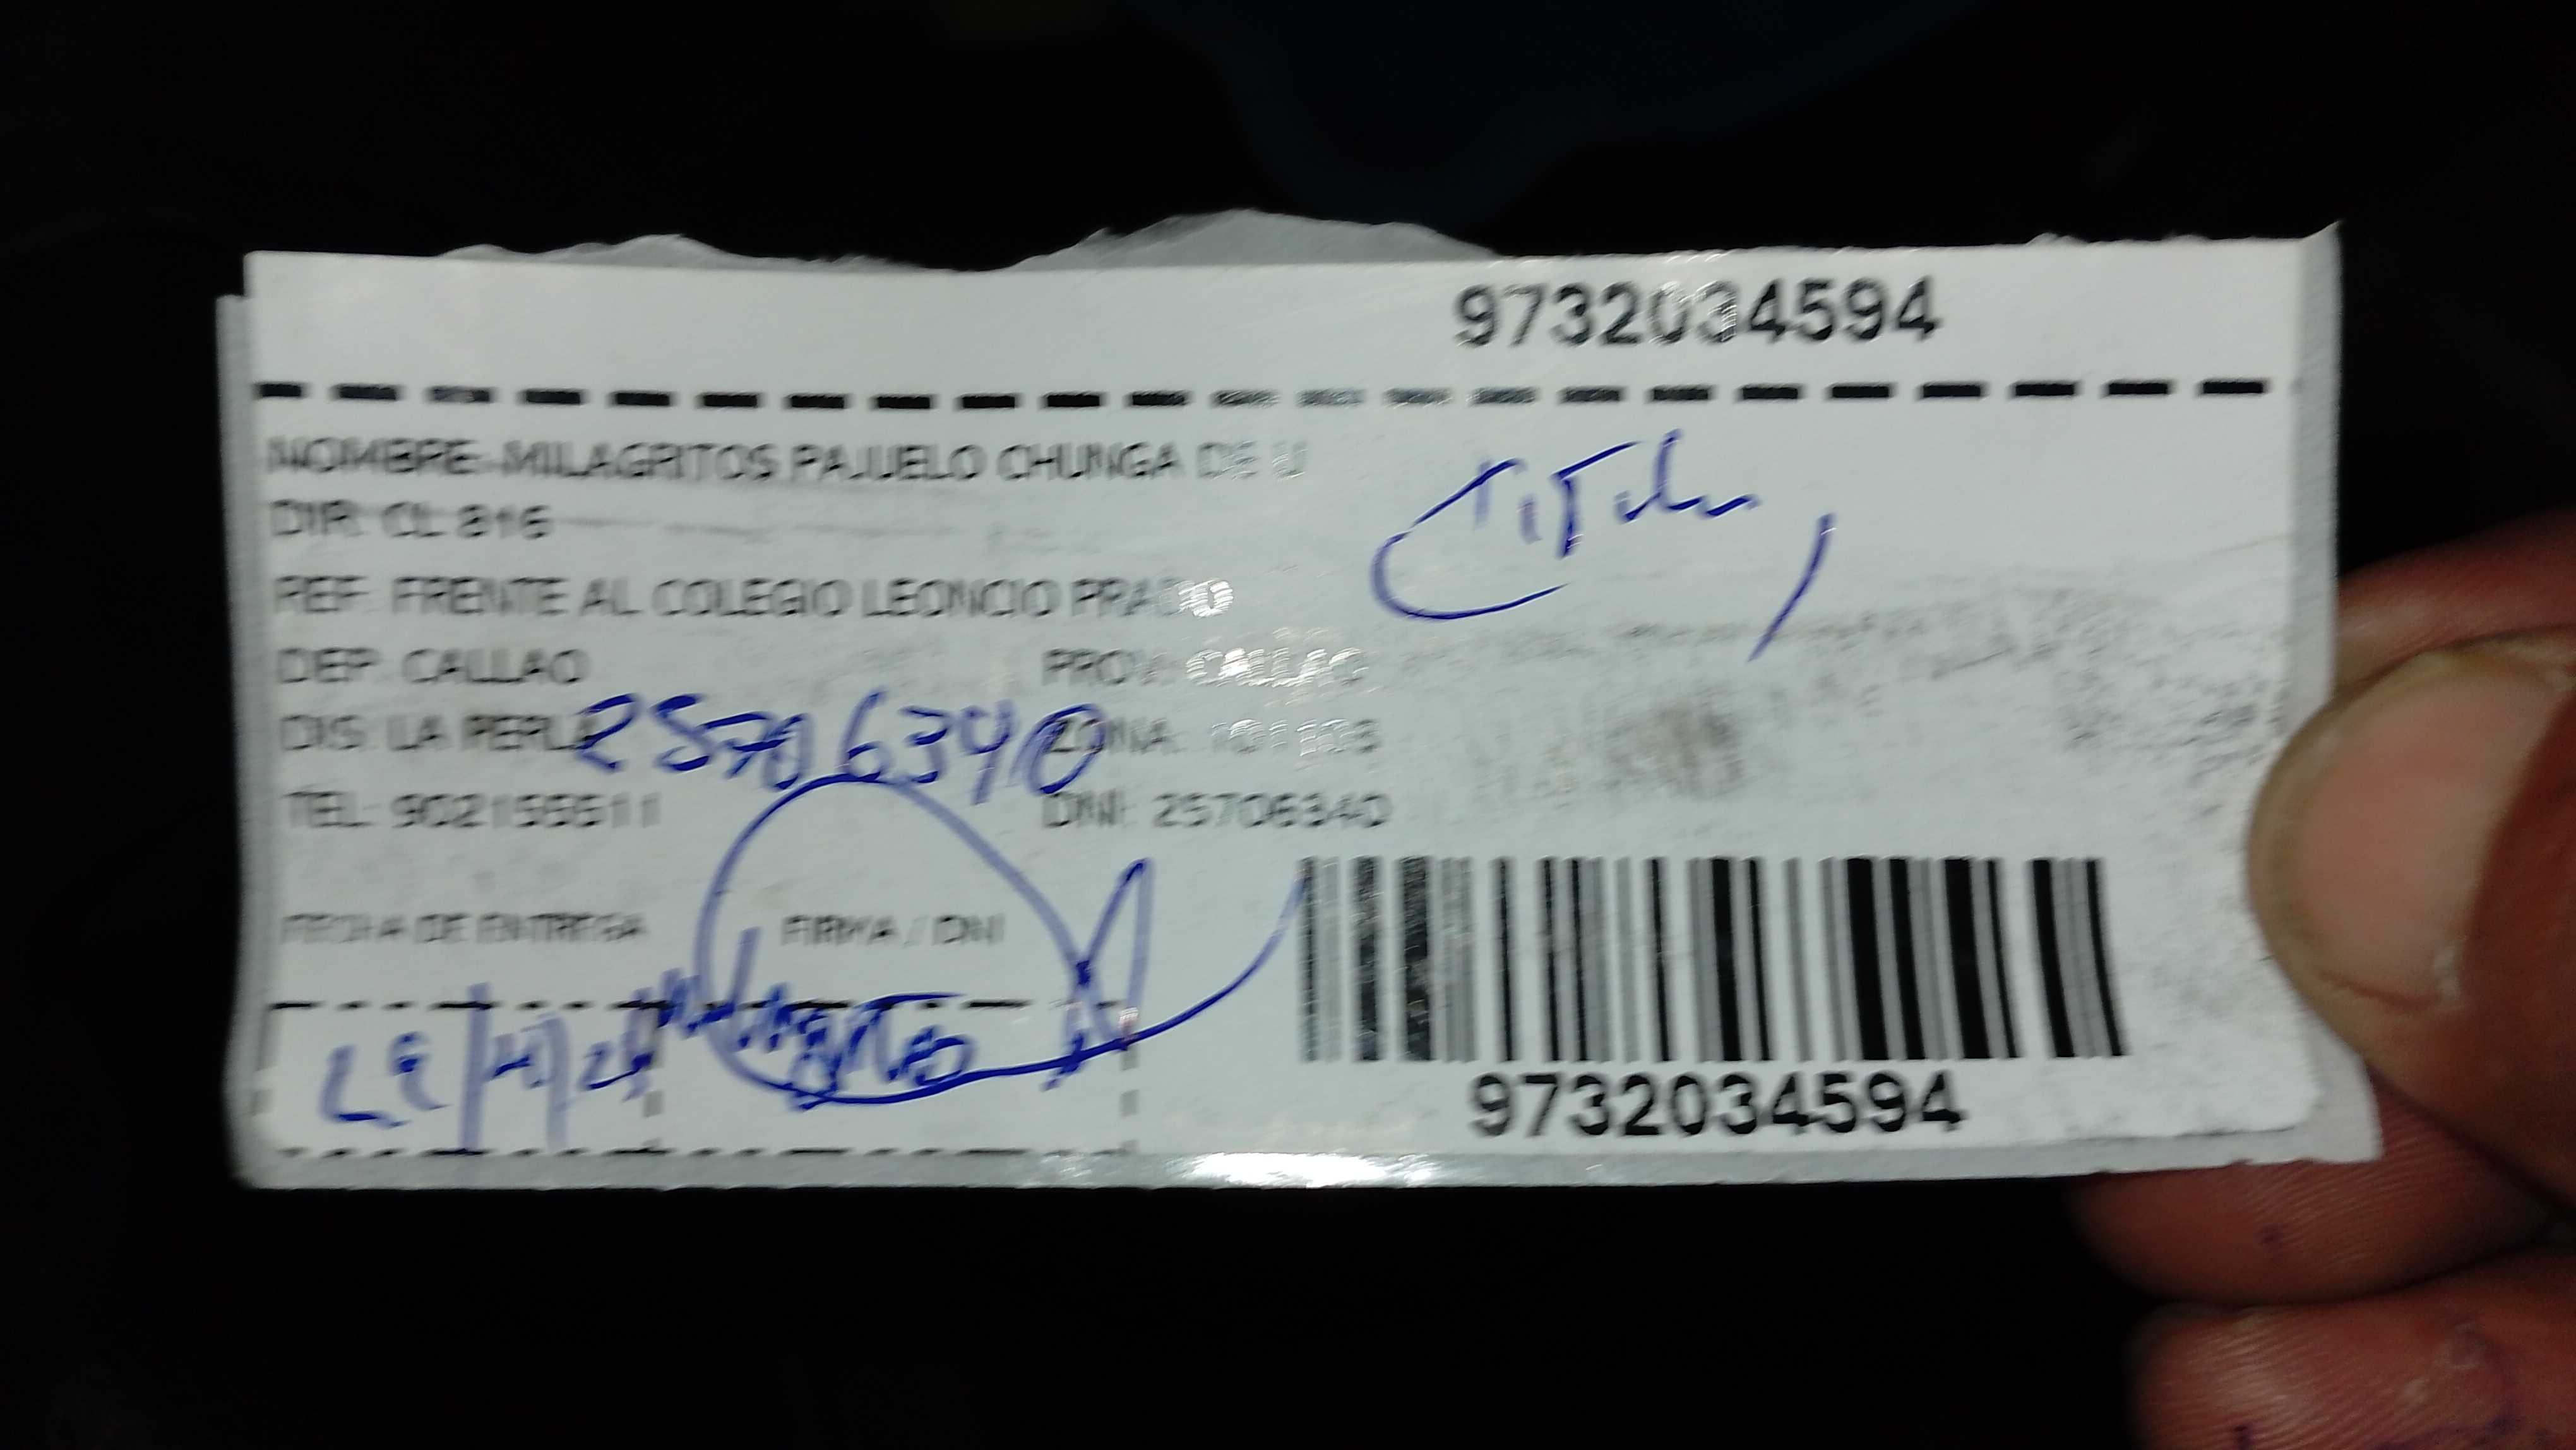 9732034594
NOMBRE: MILAGRITOS PAJUELO CHUNGA DE U
DIR: CL 816
REF: FRENTE AL COLEGIO LEONCIO PRADO
DEP: CALLAO PROV: CALLAO
DIS: LA PERLA ZONA:
25706340
TEL: 902155511 DNI: 25706340
FECHA DE ENTREGA FIRMA / DNI
9732034594